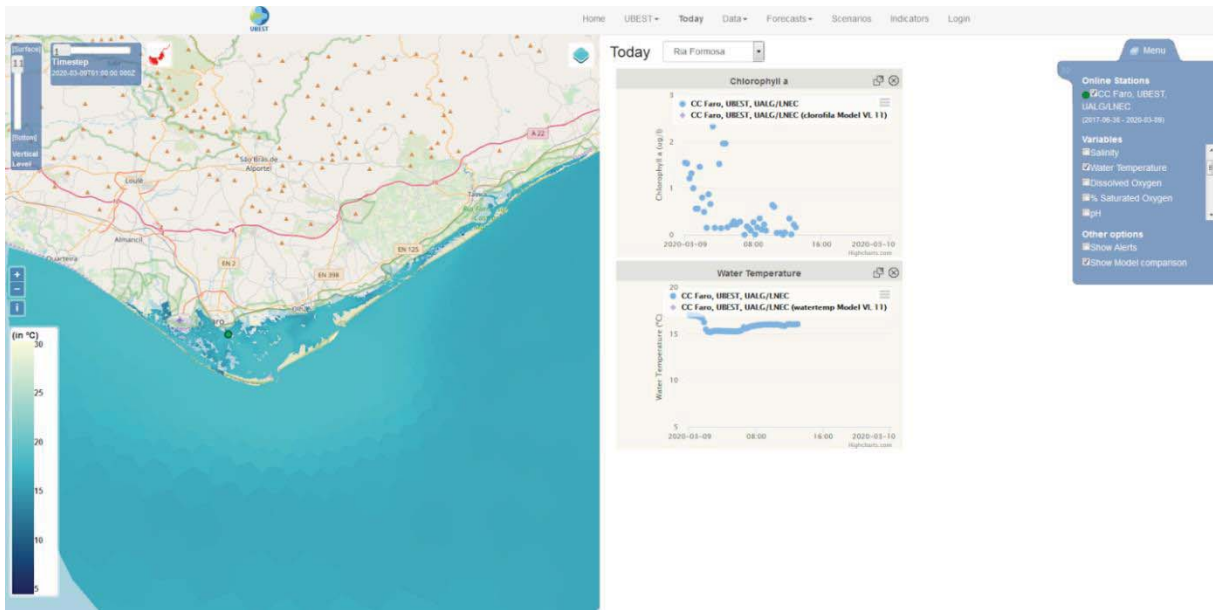 UBEST
Home UBEST Today Data Forecasts Scenarios Indicators Login
[Surface]
11
[Bottom]
Vertical
Level
1
Timestep
2020-03-09T01:00:00.000Z
A 22
São Brás de
Alportel
Loulé
Tavira
Almancil
Quarteira
EN 125
EN 2
EN 398
+
−
i
(in °C)
30
25
20
15
10
5
Today Ria Formosa
Chlorophyll a
CC Faro, UBEST, UALG/LNEC
CC Faro, UBEST, UALG/LNEC (clorofila Model VL 11)
Chlorophyll a (ug/l)
3
2
1
0
2020-03-09 08:00 16:00 2020-03-10
Highcharts.com
Water Temperature
CC Faro, UBEST, UALG/LNEC
CC Faro, UBEST, UALG/LNEC (watertemp Model VL 11)
Water Temperature (°C)
20
15
10
5
2020-03-09 08:00 16:00 2020-03-10
Highcharts.com
Menu
Online Stations
CC Faro, UBEST,
UALG/LNEC
(2017-06-30 - 2020-03-09)
Variables
Salinity
Water Temperature
Dissolved Oxygen
% Saturated Oxygen
pH
Other options
Show Alerts
Show Model comparison